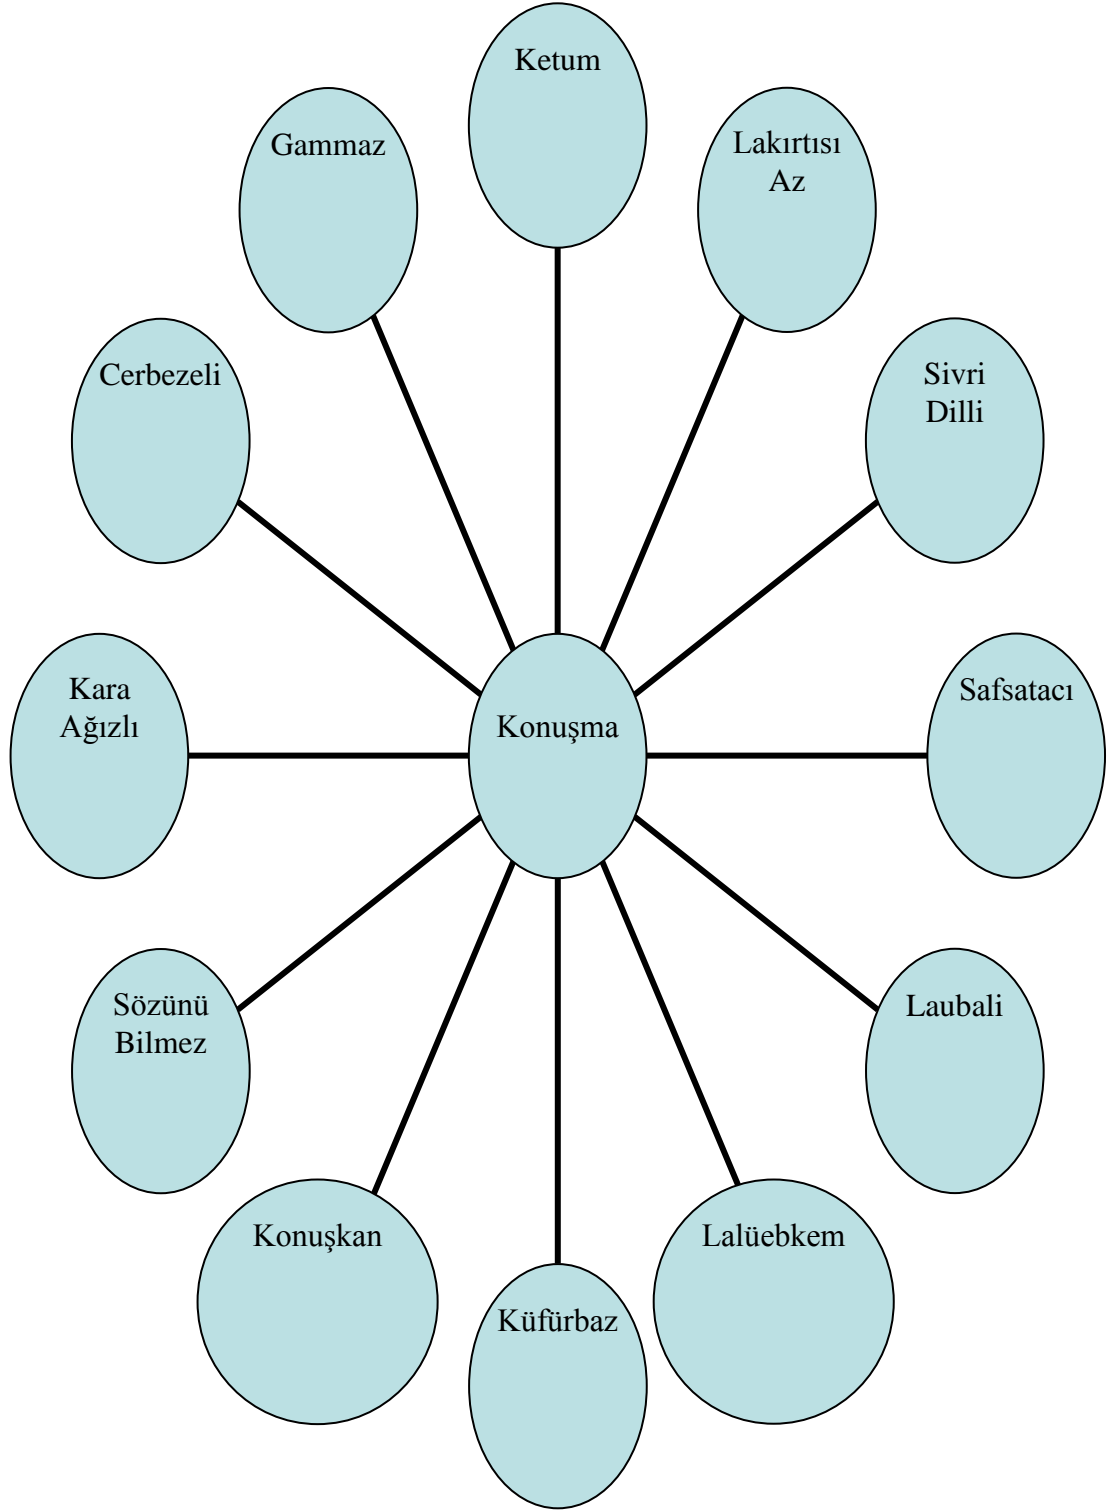 Ketum
Gammaz
Lakırtısı
Az
Cerbezeli
Sivri
Dilli
Kara
Ağızlı
Konuşma
Safsatacı
Sözünü
Bilmez
Laubali
Konuşkan
Lalüebkem
Küfürbaz